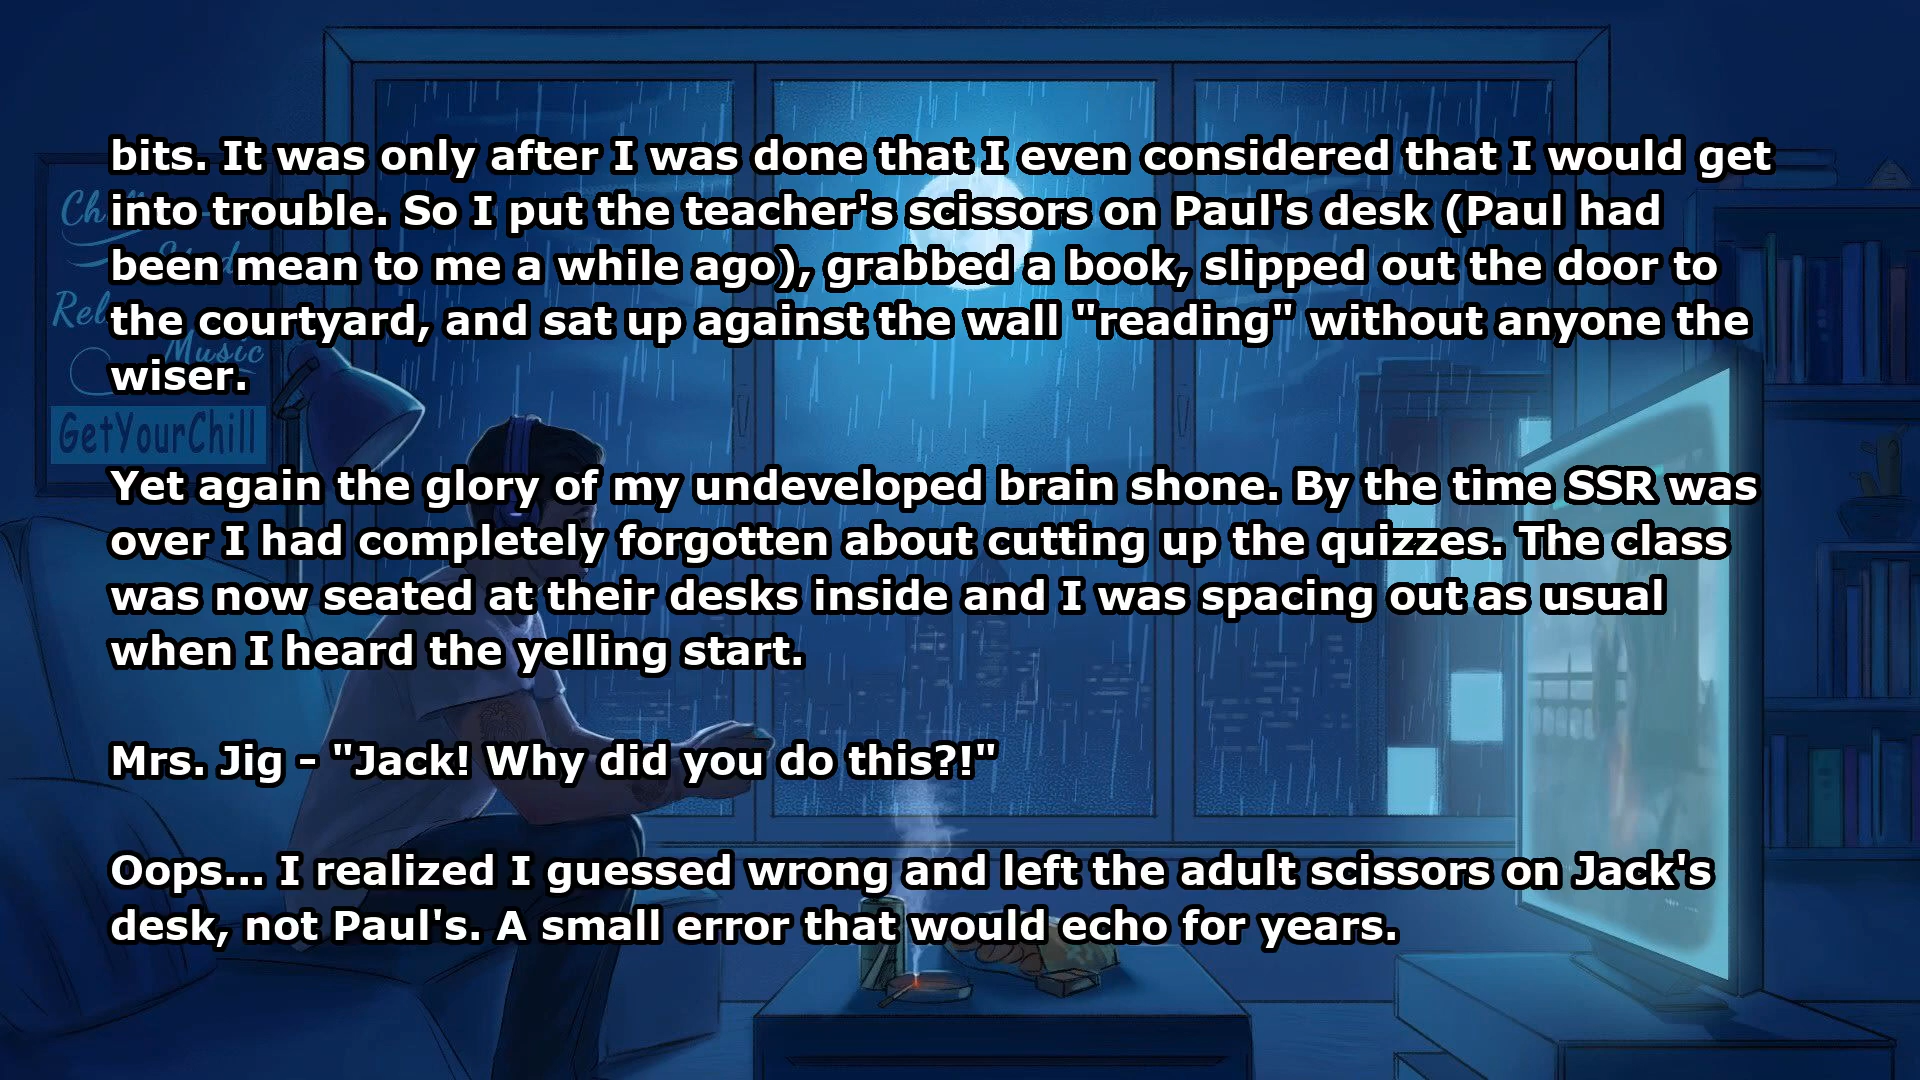 bits. It was only after I was done that I even considered that I would get
into trouble. So I put the teacher's scissors on Paul's desk (Paul had
been mean to me a while ago), grabbed a book, slipped out the door to
the courtyard, and sat up against the wall "reading" without anyone the
wiser.
Music
GetYourChill
Yet again the glory of my undeveloped brain shone. By the time SSR was
over I had completely forgotten about cutting up the quizzes. The class
was now seated at their desks inside and I was spacing out as usual
when I heard the yelling start.
Mrs. Jig - "Jack! Why did you do this?!"
Oops... I realized I guessed wrong and left the adult scissors on Jack's
desk, not Paul's. A small error that would echo for years.